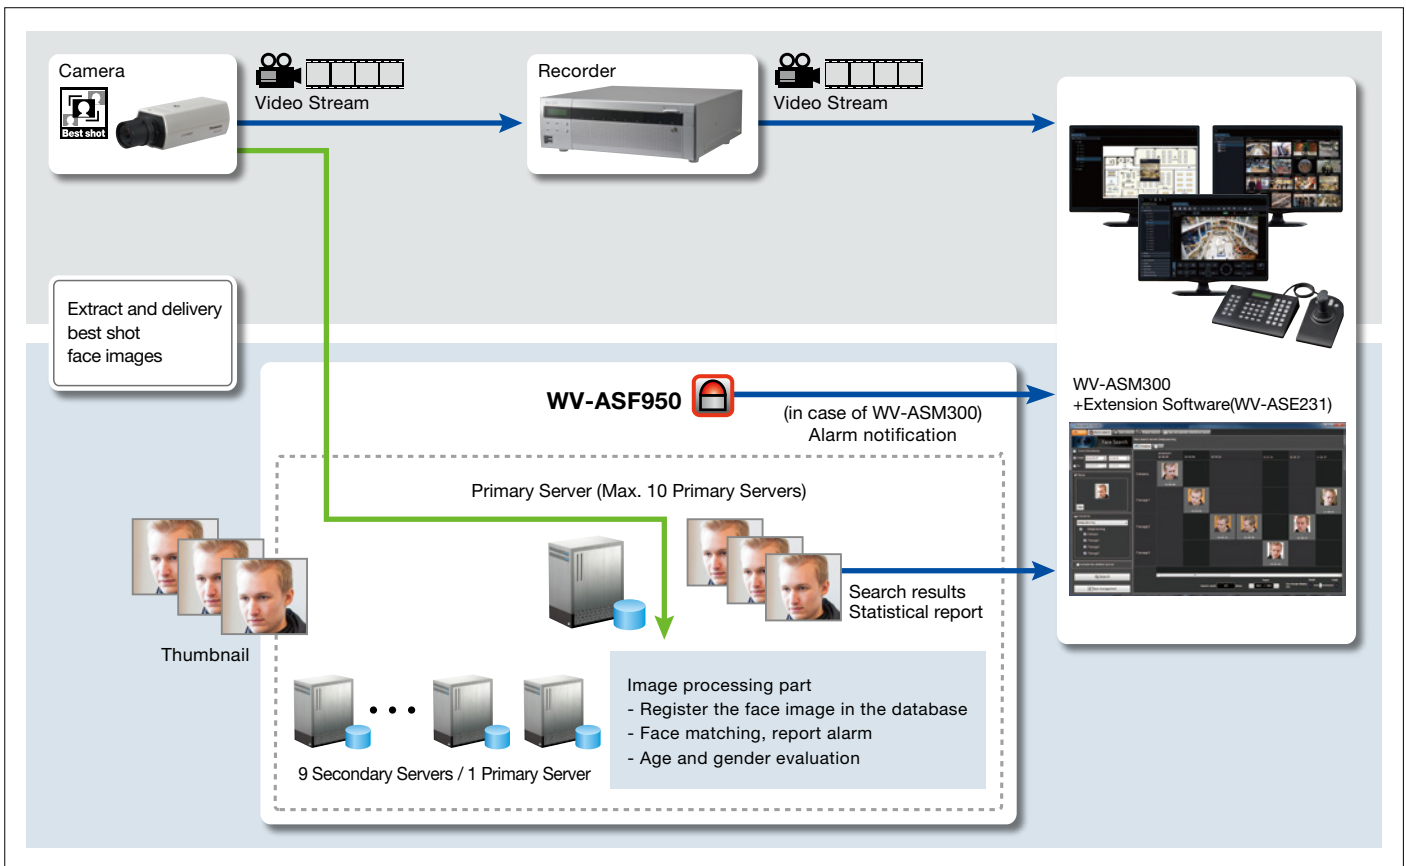 Camera
Best shot
Video Stream
Recorder
Video Stream
Extract and delivery
best shot
face images
WV-ASF950
(in case of WV-ASM300)
Alarm notification
WV-ASM300
+Extension Software(WV-ASE231)
Face Search
Primary Server (Max. 10 Primary Servers)
Search results
Statistical report
Thumbnail
Image processing part
- Register the face image in the database
- Face matching, report alarm
- Age and gender evaluation
9 Secondary Servers / 1 Primary Server